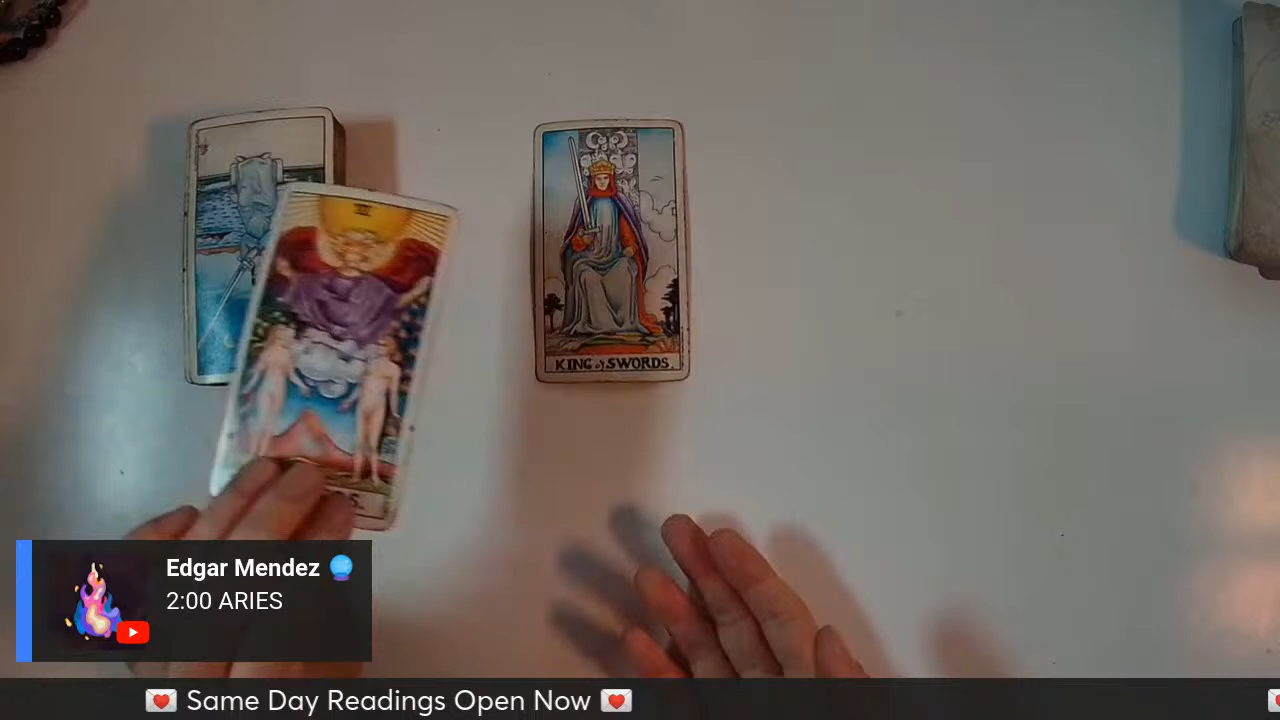 KING of SWORDS.
Edgar Mendez 🔮
2:00 ARIES
💌 Same Day Readings Open Now 💌